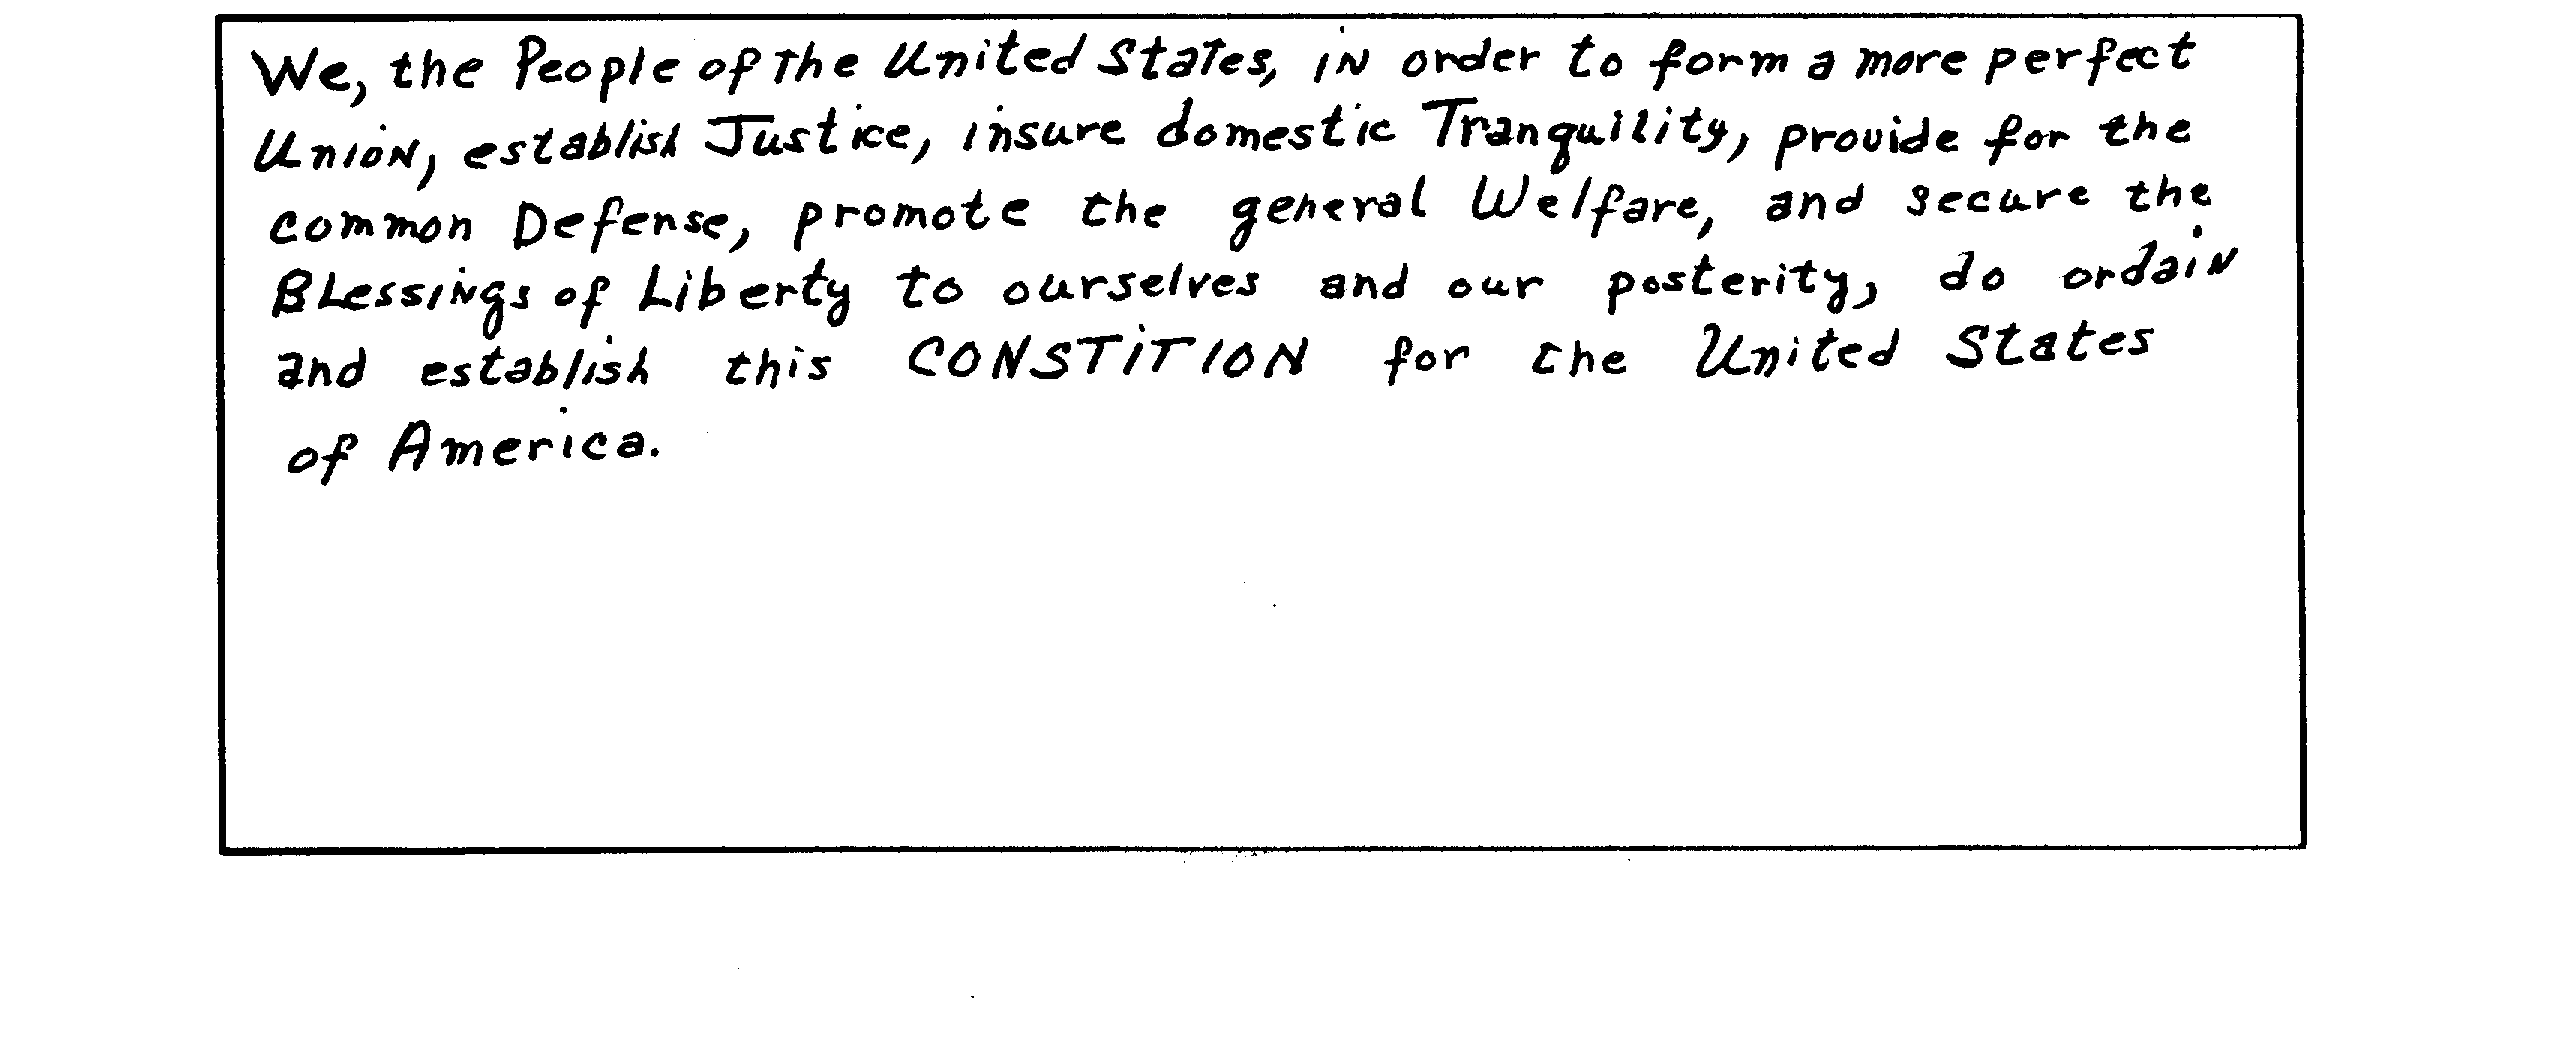 We, the People of the United States, in order to form a more perfect
Union, establish Justice, insure domestic Tranquility, provide for the
common Defense, promote the general Welfare, and secure the
Blessings of Liberty to ourselves and our posterity, do ordain
and establish this CONSTITION for the United States
of America.